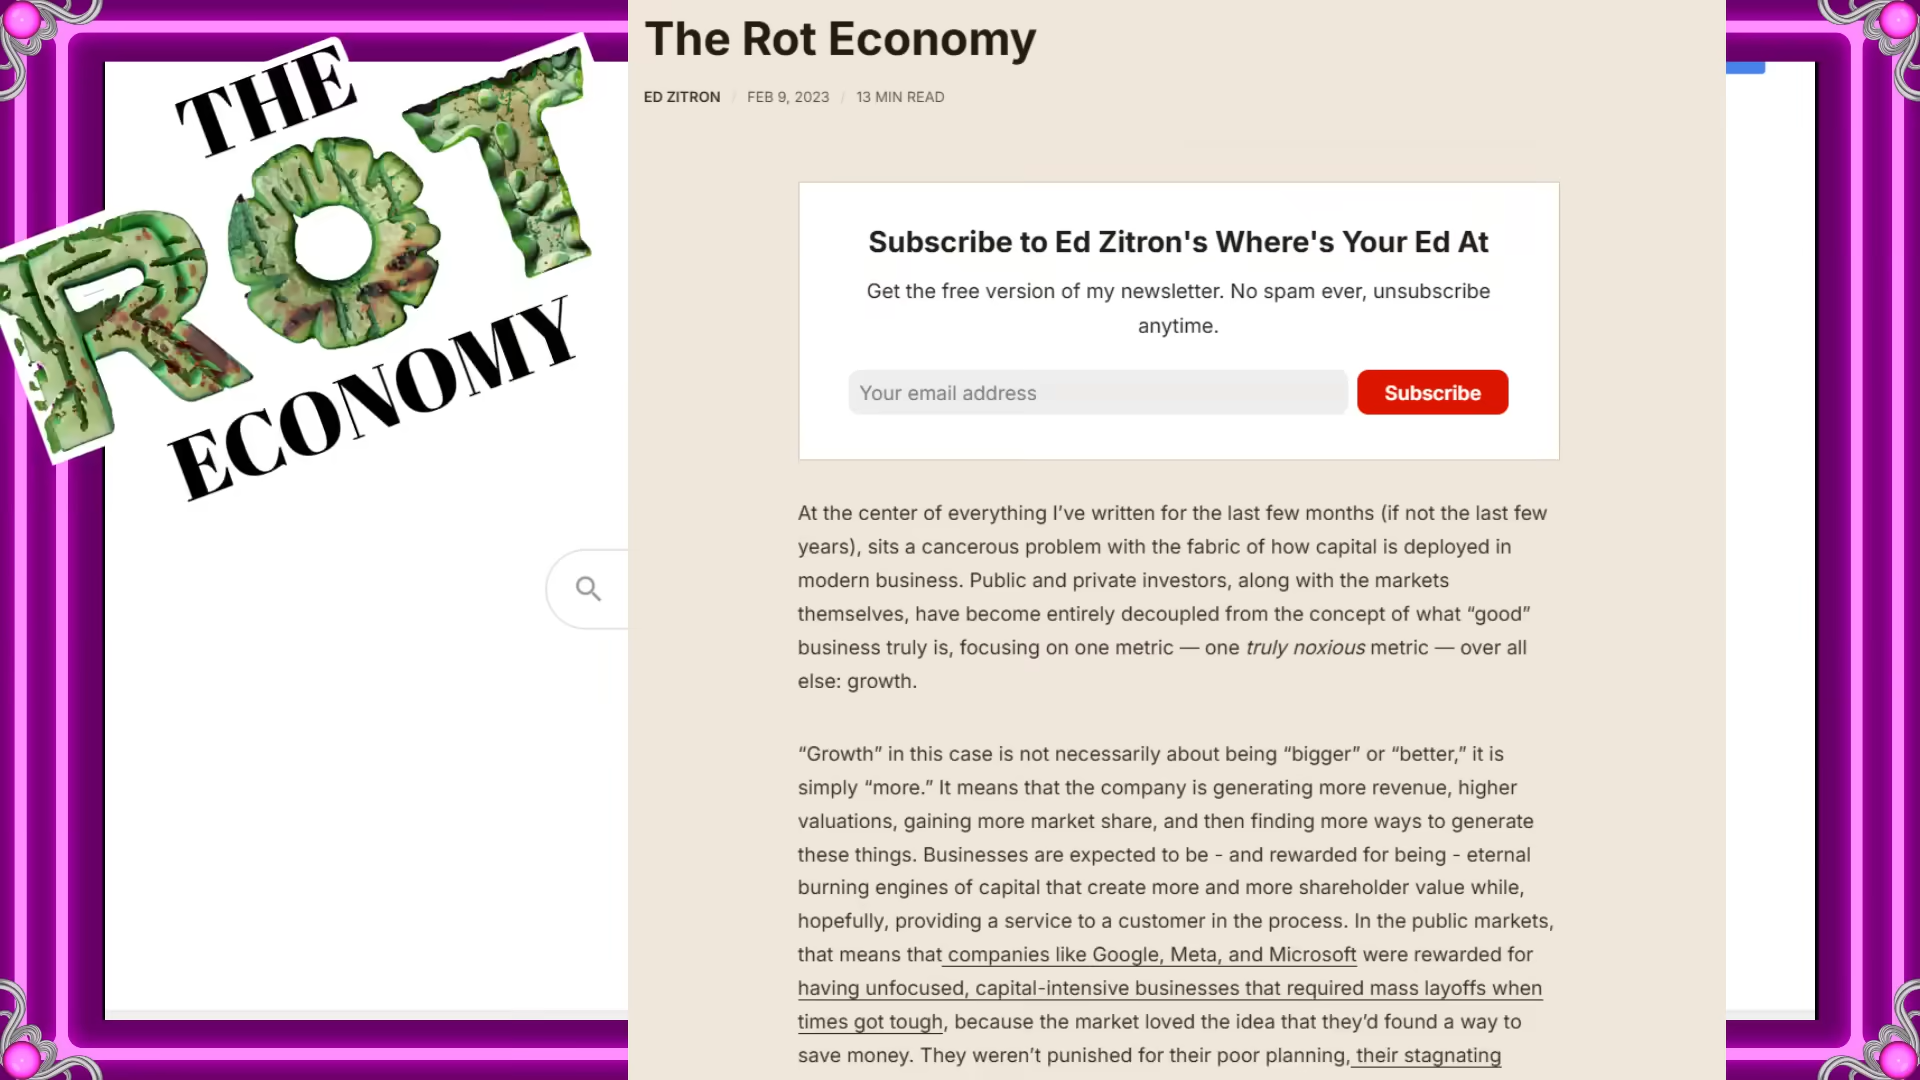 THE
ROT
ECONOMY
The Rot Economy
ED ZITRON / FEB 9, 2023 / 13 MIN READ
Subscribe to Ed Zitron's Where's Your Ed At
Get the free version of my newsletter. No spam ever, unsubscribe
anytime.
Your email address
Subscribe
At the center of everything I’ve written for the last few months (if not the last few
years), sits a cancerous problem with the fabric of how capital is deployed in
modern business. Public and private investors, along with the markets
themselves, have become entirely decoupled from the concept of what “good”
business truly is, focusing on one metric — one truly noxious metric — over all
else: growth.
“Growth” in this case is not necessarily about being “bigger” or “better,” it is
simply “more.” It means that the company is generating more revenue, higher
valuations, gaining more market share, and then finding more ways to generate
these things. Businesses are expected to be - and rewarded for being - eternal
burning engines of capital that create more and more shareholder value while,
hopefully, providing a service to a customer in the process. In the public markets,
that means that companies like Google, Meta, and Microsoft were rewarded for
having unfocused, capital-intensive businesses that required mass layoffs when
times got tough, because the market loved the idea that they’d found a way to
save money. They weren’t punished for their poor planning, their stagnating